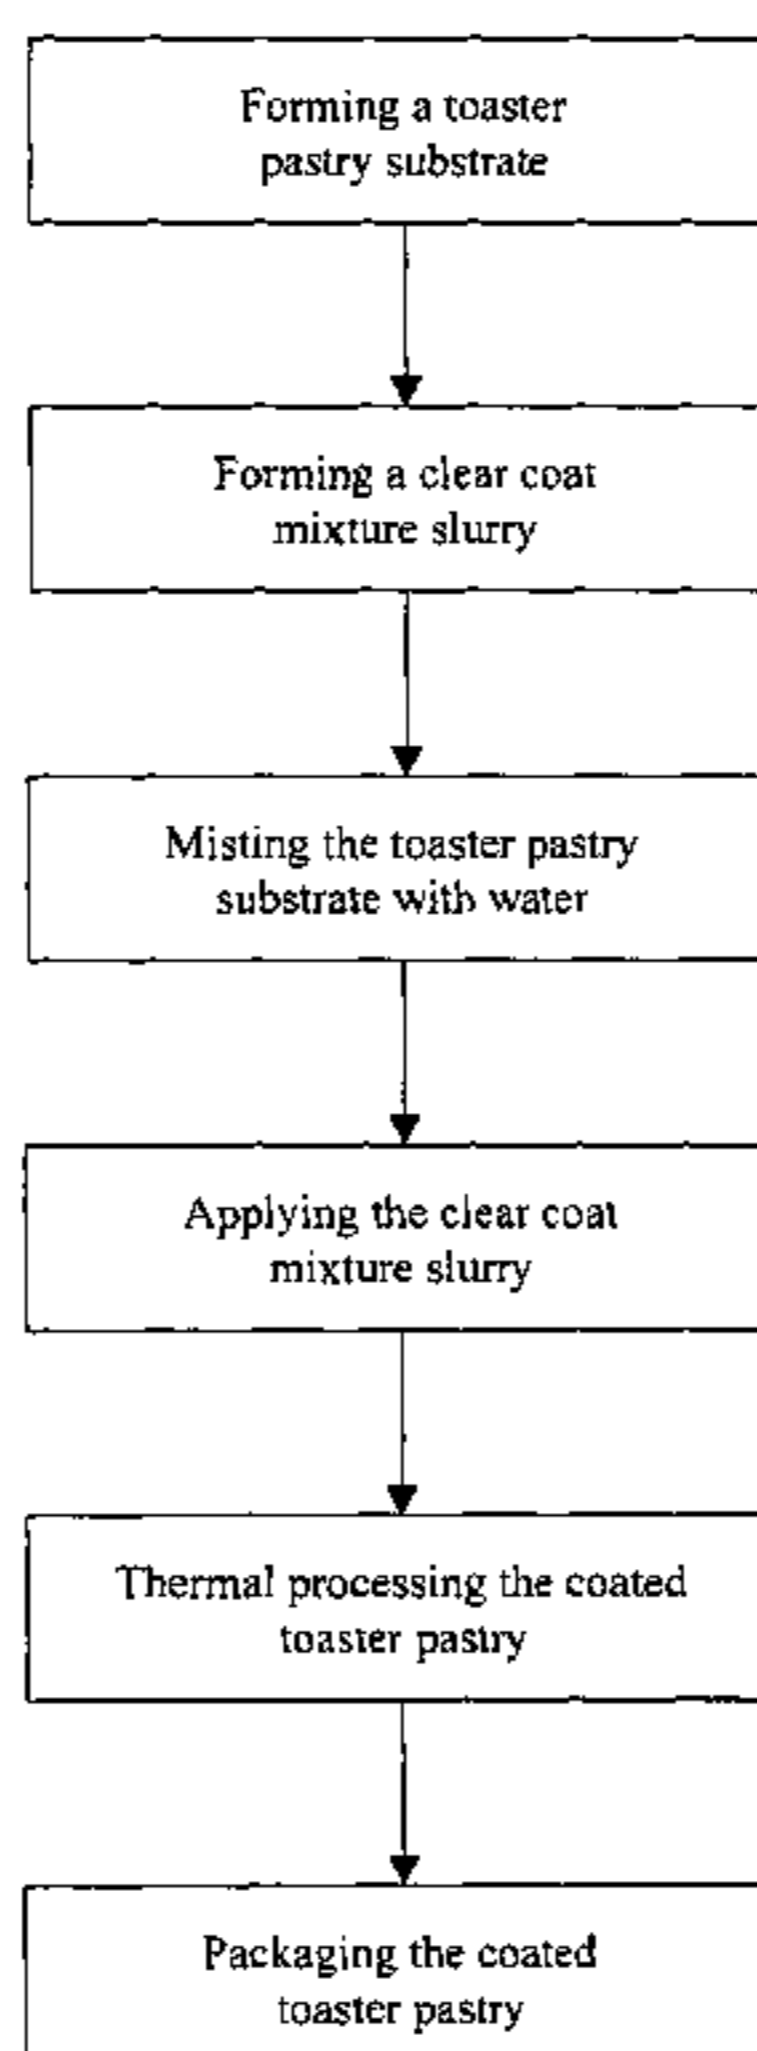 Forming a toaster
pastry substrate
Forming a clear coat
mixture slurry
Misting the toaster pastry
substrate with water
Applying the clear coat
mixture slurry
Thermal processing the coated
toaster pastry
Packaging the coated
toaster pastry